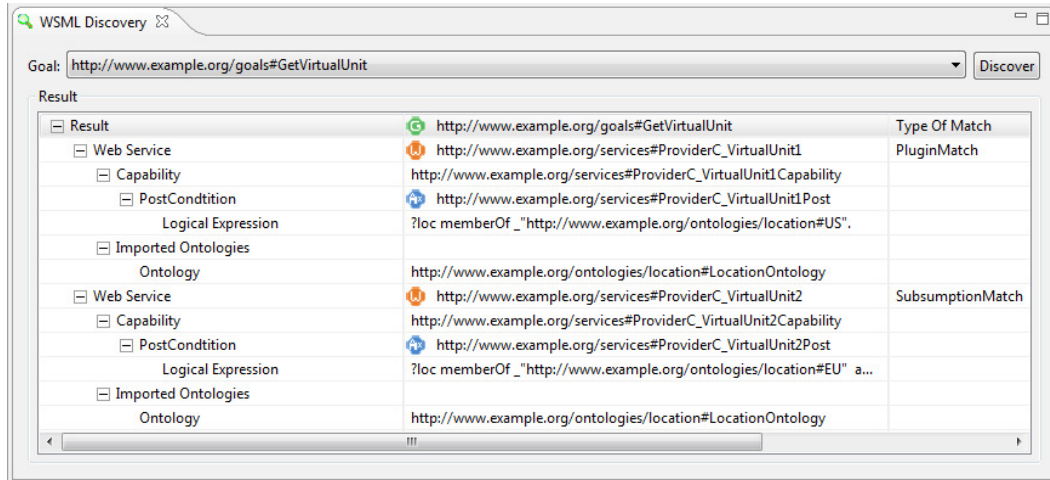 WSML Discovery
Goal: http://www.example.org/goals#GetVirtualUnit Discover
Result
Result http://www.example.org/goals#GetVirtualUnit Type Of Match
Web Service http://www.example.org/services#ProviderC_VirtualUnit1 PluginMatch
Capability http://www.example.org/services#ProviderC_VirtualUnit1Capability
PostCondtition http://www.example.org/services#ProviderC_VirtualUnit1Post
Logical Expression ?loc memberOf _"http://www.example.org/ontologies/location#US".
Imported Ontologies
Ontology http://www.example.org/ontologies/location#LocationOntology
Web Service http://www.example.org/services#ProviderC_VirtualUnit2 SubsumptionMatch
Capability http://www.example.org/services#ProviderC_VirtualUnit2Capability
PostCondtition http://www.example.org/services#ProviderC_VirtualUnit2Post
Logical Expression ?loc memberOf _"http://www.example.org/ontologies/location#EU" a...
Imported Ontologies
Ontology http://www.example.org/ontologies/location#LocationOntology